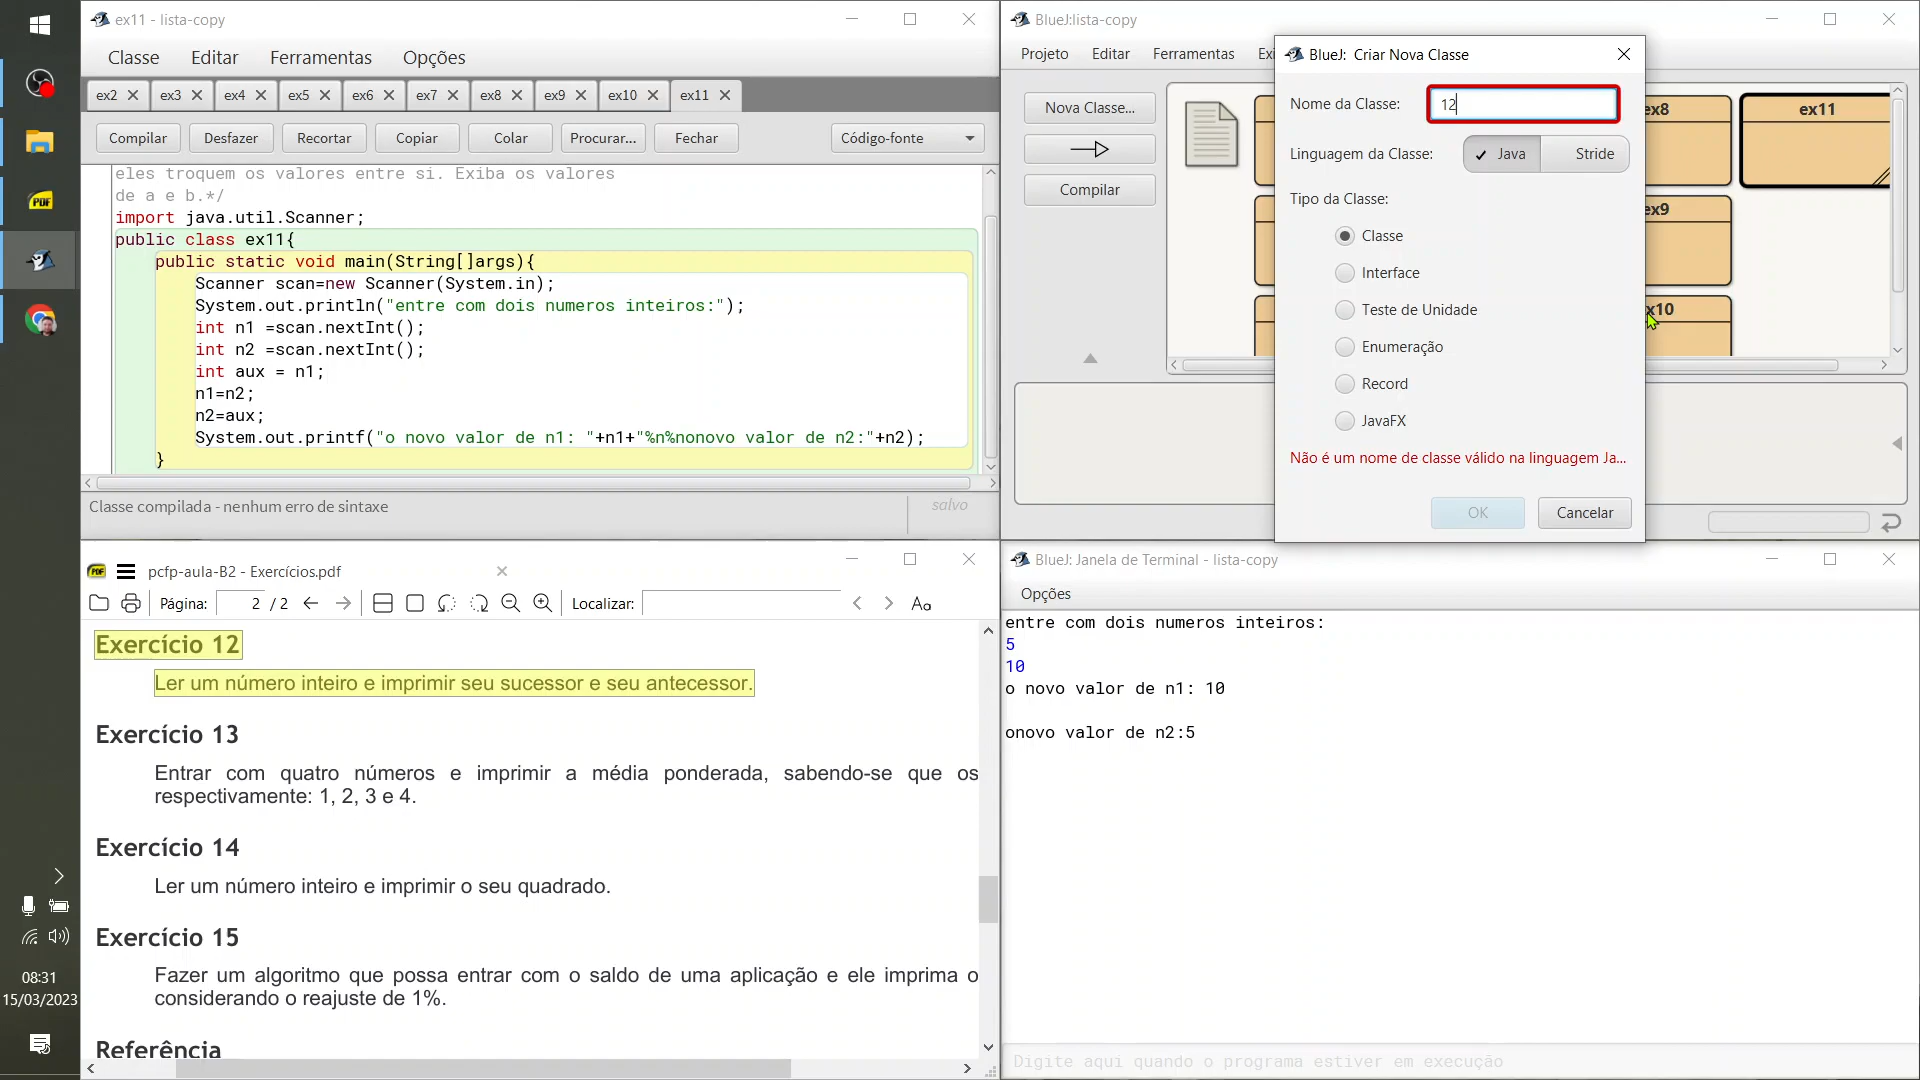 ex11 - lista-copy
Classe Editar Ferramentas Opções
ex2 ex3 ex4 ex5 ex6 ex7 ex8 ex9 ex10 ex11
Compilar Desfazer Recortar Copiar Colar Procurar... Fechar Código-fonte
eles troquem os valores entre si. Exiba os valores
de a e b.*/
import java.util.Scanner;
public class ex11{
public static void main(String[]args){
Scanner scan=new Scanner(System.in);
System.out.println("entre com dois numeros inteiros:");
int n1 =scan.nextInt();
int n2 =scan.nextInt();
int aux = n1;
n1=n2;
n2=aux;
System.out.printf("o novo valor de n1: "+n1+"%n%nonovo valor de n2:"+n2);
}
Classe compilada - nenhum erro de sintaxe
salvo
BlueJ:lista-copy
Projeto Editar Ferramentas Exi
Nova Classe...
Compilar
ex8
ex11
ex9
x10
BlueJ: Criar Nova Classe
Nome da Classe: 12
Linguagem da Classe: Java Stride
Tipo da Classe:
Classe
Interface
Teste de Unidade
Enumeração
Record
JavaFX
Não é um nome de classe válido na linguagem Ja...
OK Cancelar
PDF pcfp-aula-B2 - Exercícios.pdf
Página: 2 / 2 Localizar: Aa
Exercício 12
Ler um número inteiro e imprimir seu sucessor e seu antecessor.
Exercício 13
Entrar com quatro números e imprimir a média ponderada, sabendo-se que os
respectivamente: 1, 2, 3 e 4.
Exercício 14
Ler um número inteiro e imprimir o seu quadrado.
Exercício 15
Fazer um algoritmo que possa entrar com o saldo de uma aplicação e ele imprima o
considerando o reajuste de 1%.
Referência
BlueJ: Janela de Terminal - lista-copy
Opções
entre com dois numeros inteiros:
5
10
o novo valor de n1: 10
onovo valor de n2:5
Digite aqui quando o programa estiver em execução
PDF
08:31
15/03/2023